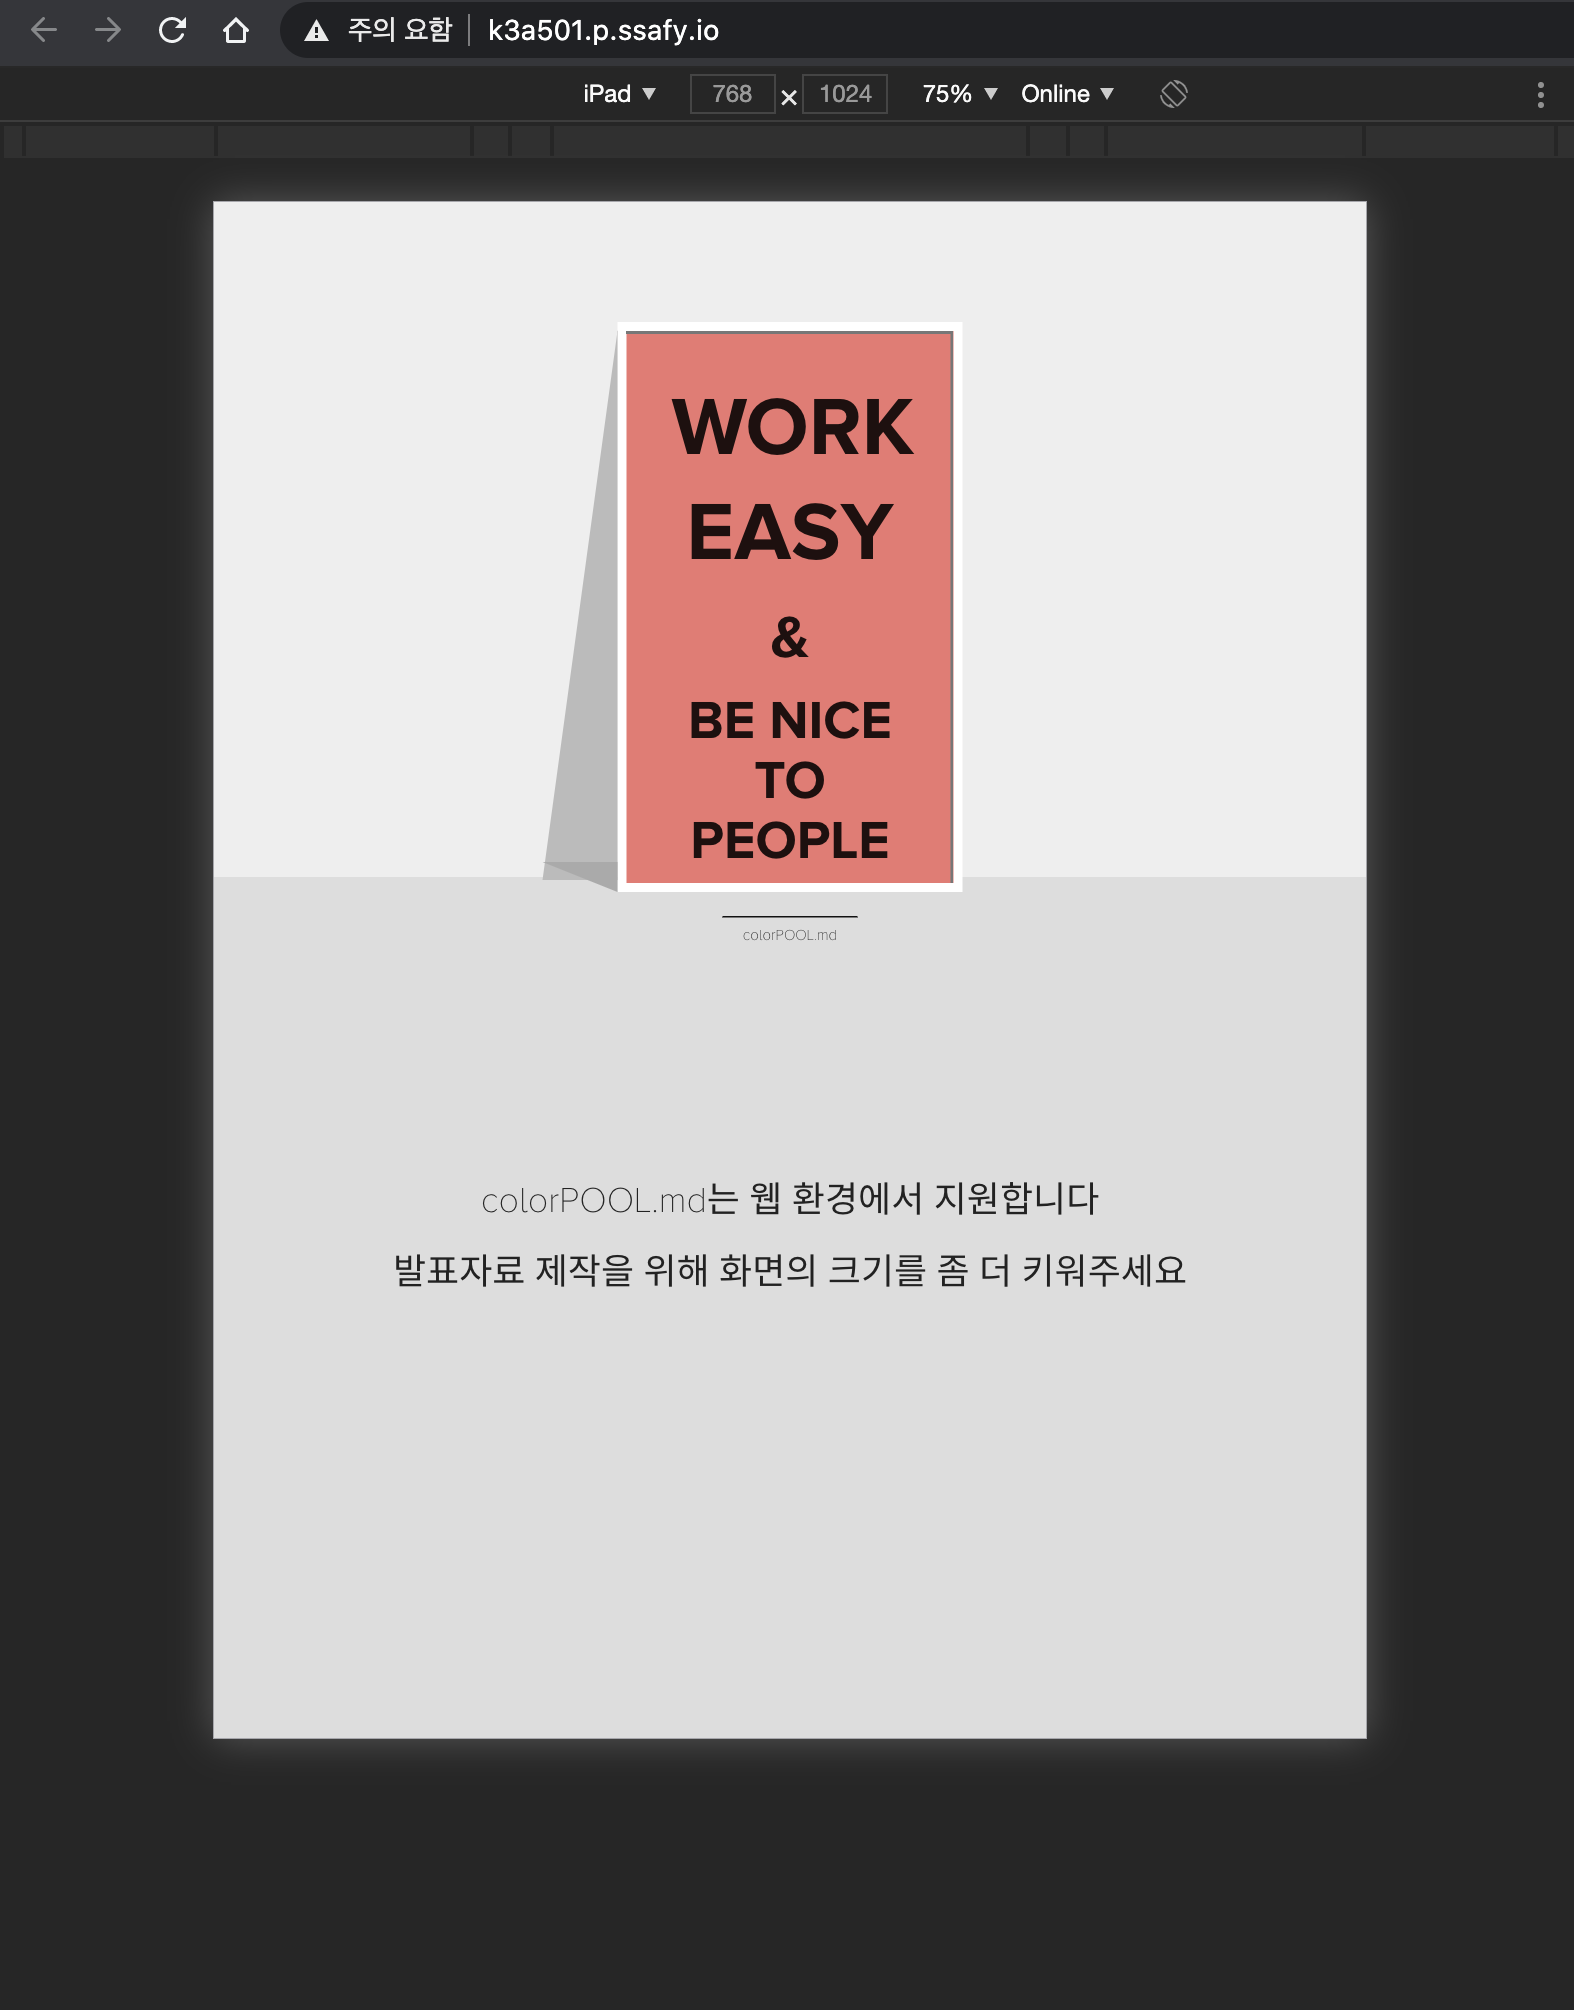 주의 요함 k3a501.p.ssafy.io
iPad 768 × 1024 75% Online
WORK
EASY
&
BE NICE
TO
PEOPLE
colorPOOL.md
colorPOOL.md는 웹 환경에서 지원합니다
발표자료 제작을 위해 화면의 크기를 좀 더 키워주세요